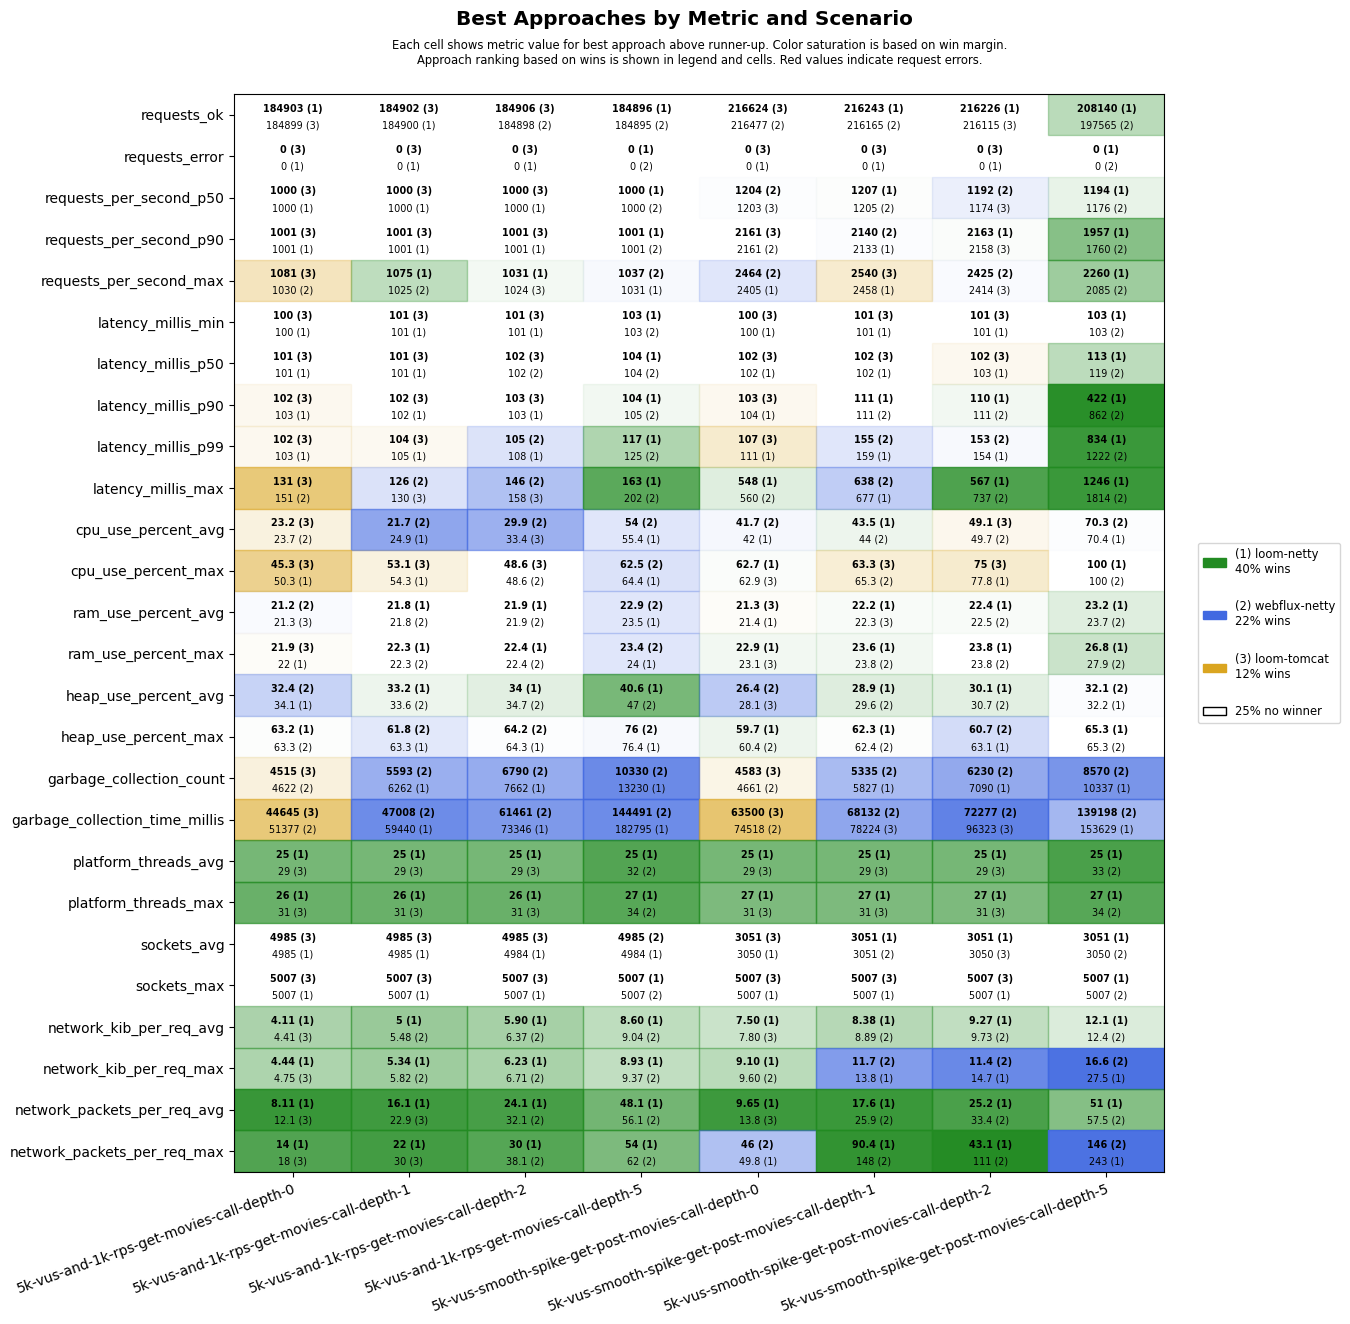 Best Approaches by Metric and Scenario
Each cell shows metric value for best approach above runner-up. Color saturation is based on win margin.
Approach ranking based on wins is shown in legend and cells. Red values indicate request errors.
requests_ok
184903 (1) 184902 (3) 184906 (3) 184896 (1) 216624 (3) 216243 (1) 216226 (1) 208140 (1)
184899 (3) 184900 (1) 184898 (2) 184895 (2) 216477 (2) 216165 (2) 216115 (3) 197565 (2)
requests_error
0 (3) 0 (3) 0 (3) 0 (1) 0 (3) 0 (3) 0 (3) 0 (1)
0 (1) 0 (1) 0 (1) 0 (2) 0 (1) 0 (1) 0 (1) 0 (2)
requests_per_second_p50
1000 (3) 1000 (3) 1000 (3) 1000 (1) 1204 (2) 1207 (1) 1192 (2) 1194 (1)
1000 (1) 1000 (1) 1000 (1) 1000 (2) 1203 (3) 1205 (2) 1174 (3) 1176 (2)
requests_per_second_p90
1001 (3) 1001 (3) 1001 (3) 1001 (1) 2161 (3) 2140 (2) 2163 (1) 1957 (1)
1001 (1) 1001 (1) 1001 (1) 1001 (2) 2161 (2) 2133 (1) 2158 (3) 1760 (2)
requests_per_second_max
1081 (3) 1075 (1) 1031 (1) 1037 (2) 2464 (2) 2540 (3) 2425 (2) 2260 (1)
1030 (2) 1025 (2) 1024 (3) 1031 (1) 2405 (1) 2458 (1) 2414 (3) 2085 (2)
latency_millis_min
100 (3) 101 (3) 101 (3) 103 (1) 100 (3) 101 (3) 101 (3) 103 (1)
100 (1) 101 (1) 101 (1) 103 (2) 100 (1) 101 (1) 101 (1) 103 (2)
latency_millis_p50
101 (3) 101 (3) 102 (3) 104 (1) 102 (3) 102 (3) 102 (3) 113 (1)
101 (1) 101 (1) 102 (2) 104 (2) 102 (1) 102 (1) 103 (1) 119 (2)
latency_millis_p90
102 (3) 102 (3) 103 (3) 104 (1) 103 (3) 111 (1) 110 (1) 422 (1)
103 (1) 102 (1) 103 (1) 105 (2) 104 (1) 111 (2) 111 (2) 862 (2)
latency_millis_p99
102 (3) 104 (3) 105 (2) 117 (1) 107 (3) 155 (2) 153 (2) 834 (1)
103 (1) 105 (1) 108 (1) 125 (2) 111 (1) 159 (1) 154 (1) 1222 (2)
latency_millis_max
131 (3) 126 (2) 146 (2) 163 (1) 548 (1) 638 (2) 567 (1) 1246 (1)
151 (2) 130 (3) 158 (3) 202 (2) 560 (2) 677 (1) 737 (2) 1814 (2)
cpu_use_percent_avg
23.2 (3) 21.7 (2) 29.9 (2) 54 (2) 41.7 (2) 43.5 (1) 49.1 (3) 70.3 (2)
23.7 (2) 24.9 (1) 33.4 (3) 55.4 (1) 42 (1) 44 (2) 49.7 (2) 70.4 (1)
cpu_use_percent_max
45.3 (3) 53.1 (3) 48.6 (3) 62.5 (2) 62.7 (1) 63.3 (3) 75 (3) 100 (1)
50.3 (1) 54.3 (1) 48.6 (2) 64.4 (1) 62.9 (3) 65.3 (2) 77.8 (1) 100 (2)
ram_use_percent_avg
21.2 (2) 21.8 (1) 21.9 (1) 22.9 (2) 21.3 (3) 22.2 (1) 22.4 (1) 23.2 (1)
21.3 (3) 21.8 (2) 21.9 (2) 23.5 (1) 21.4 (1) 22.3 (3) 22.5 (2) 23.7 (2)
ram_use_percent_max
21.9 (3) 22.3 (1) 22.4 (1) 23.4 (2) 22.9 (1) 23.6 (1) 23.8 (1) 26.8 (1)
22 (1) 22.3 (2) 22.4 (2) 24 (1) 23.1 (3) 23.8 (2) 23.8 (2) 27.9 (2)
heap_use_percent_avg
32.4 (2) 33.2 (1) 34 (1) 40.6 (1) 26.4 (2) 28.9 (1) 30.1 (1) 32.1 (2)
34.1 (1) 33.6 (2) 34.7 (2) 47 (2) 28.1 (3) 29.6 (2) 30.7 (2) 32.2 (1)
heap_use_percent_max
63.2 (1) 61.8 (2) 64.2 (2) 76 (2) 59.7 (1) 62.3 (1) 60.7 (2) 65.3 (1)
63.3 (2) 63.3 (1) 64.3 (1) 76.4 (1) 60.4 (2) 62.4 (2) 63.1 (1) 65.3 (2)
garbage_collection_count
4515 (3) 5593 (2) 6790 (2) 10330 (2) 4583 (3) 5335 (2) 6230 (2) 8570 (2)
4622 (2) 6262 (1) 7662 (1) 13230 (1) 4661 (2) 5827 (1) 7090 (1) 10337 (1)
garbage_collection_time_millis
44645 (3) 47008 (2) 61461 (2) 144491 (2) 63500 (3) 68132 (2) 72277 (2) 139198 (2)
51377 (2) 59440 (1) 73346 (1) 182795 (1) 74518 (2) 78224 (3) 96323 (3) 153629 (1)
platform_threads_avg
25 (1) 25 (1) 25 (1) 25 (1) 25 (1) 25 (1) 25 (1) 25 (1)
29 (3) 29 (3) 29 (3) 32 (2) 29 (3) 29 (3) 29 (3) 33 (2)
platform_threads_max
26 (1) 26 (1) 26 (1) 27 (1) 27 (1) 27 (1) 27 (1) 27 (1)
31 (3) 31 (3) 31 (3) 34 (2) 31 (3) 31 (3) 31 (3) 34 (2)
sockets_avg
4985 (3) 4985 (3) 4985 (3) 4985 (2) 3051 (3) 3051 (1) 3051 (1) 3051 (1)
4985 (1) 4985 (1) 4984 (1) 4984 (1) 3050 (1) 3051 (2) 3050 (3) 3050 (2)
sockets_max
5007 (3) 5007 (3) 5007 (3) 5007 (1) 5007 (3) 5007 (3) 5007 (3) 5007 (1)
5007 (1) 5007 (1) 5007 (1) 5007 (2) 5007 (1) 5007 (1) 5007 (1) 5007 (2)
network_kib_per_req_avg
4.11 (1) 5 (1) 5.90 (1) 8.60 (1) 7.50 (1) 8.38 (1) 9.27 (1) 12.1 (1)
4.41 (3) 5.48 (2) 6.37 (2) 9.04 (2) 7.80 (3) 8.89 (2) 9.73 (2) 12.4 (2)
network_kib_per_req_max
4.44 (1) 5.34 (1) 6.23 (1) 8.93 (1) 9.10 (1) 11.7 (2) 11.4 (2) 16.6 (2)
4.75 (3) 5.82 (2) 6.71 (2) 9.37 (2) 9.60 (2) 13.8 (1) 14.7 (1) 27.5 (1)
network_packets_per_req_avg
8.11 (1) 16.1 (1) 24.1 (1) 48.1 (1) 9.65 (1) 17.6 (1) 25.2 (1) 51 (1)
12.1 (3) 22.9 (3) 32.1 (2) 56.1 (2) 13.8 (3) 25.9 (2) 33.4 (2) 57.5 (2)
network_packets_per_req_max
14 (1) 22 (1) 30 (1) 54 (1) 46 (2) 90.4 (1) 43.1 (1) 146 (2)
18 (3) 30 (3) 38.1 (2) 62 (2) 49.8 (1) 148 (2) 111 (2) 243 (1)
5k-vus-and-1k-rps-get-movies-call-depth-0
5k-vus-and-1k-rps-get-movies-call-depth-1
5k-vus-and-1k-rps-get-movies-call-depth-2
5k-vus-and-1k-rps-get-movies-call-depth-5
5k-vus-smooth-spike-get-post-movies-call-depth-0
5k-vus-smooth-spike-get-post-movies-call-depth-1
5k-vus-smooth-spike-get-post-movies-call-depth-2
5k-vus-smooth-spike-get-post-movies-call-depth-5
(1) loom-netty
40% wins
(2) webflux-netty
22% wins
(3) loom-tomcat
12% wins
25% no winner